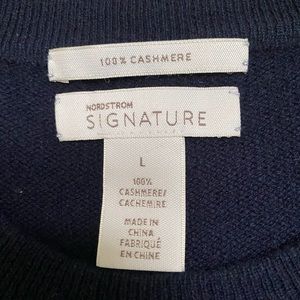 100% CASHMERE
NORDSTROM
SIGNATURE
L
100%
CASHMERE/
CACHEMIRE
MADE IN
CHINA
FABRIQUÉ
EN CHINE